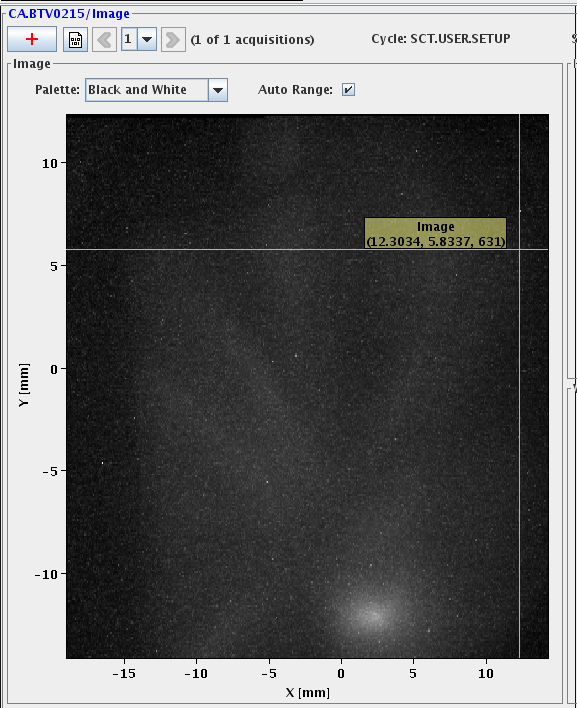 CA.BTV0215/Image
1 (1 of 1 acquisitions) Cycle: SCT.USER.SETUP
Image
Palette: Black and White Auto Range:
10
Image
(12.3034, 5.8337, 631)
5
0
Y [mm]
-5
-10
-15 -10 -5 0 5 10
X [mm]